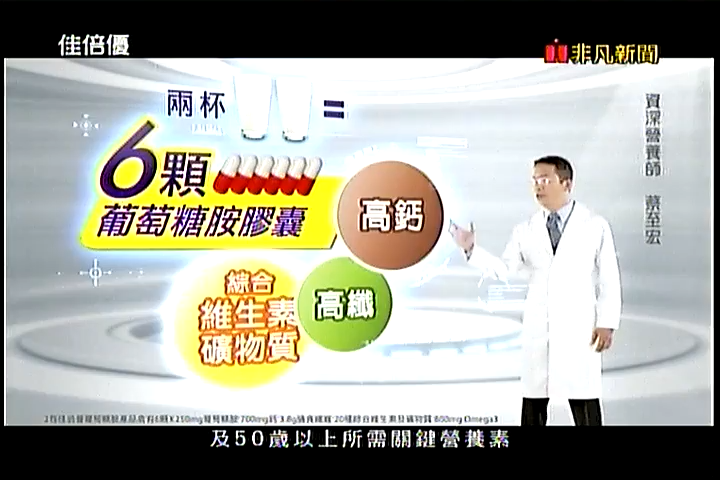 佳倍優
非凡新聞
兩杯 =
6顆
葡萄糖胺膠囊
高鈣
綜合
維生素
礦物質
高纖
資深營養師 蔡至宏
及50歲以上所需關鍵營養素